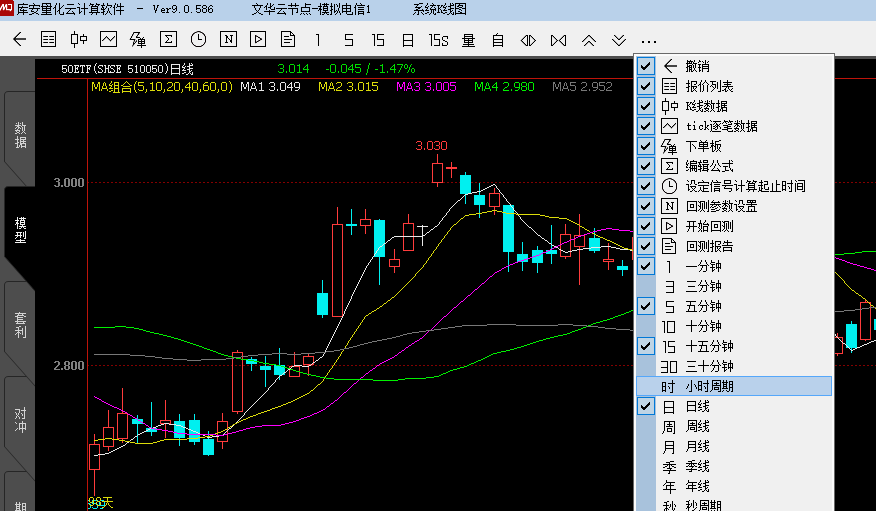 库安量化云计算软件 - Ver9.0.586 文华云节点-模拟电信1 系统K线图
单 Σ N 1 5 15 日 15s 量 自 ...
50ETF(SHSE 510050)日线 3.014 -0.045 / -1.47%
MA组合(5,10,20,40,60,0) MA1 3.049 MA2 3.015 MA3 3.005 MA4 2.980 MA5 2.952
3.030
3.000
2.800
98天
数据
模型
套利
对冲
期
撤销
报价列表
K线数据
tick逐笔数据
单 下单板
Σ 编辑公式
设定信号计算起止时间
N 回测参数设置
开始回测
回测报告
1 一分钟
3 三分钟
5 五分钟
10 十分钟
15 十五分钟
30 三十分钟
时 小时周期
日 日线
周 周线
月 月线
季 季线
年 年线
秒 秒周期